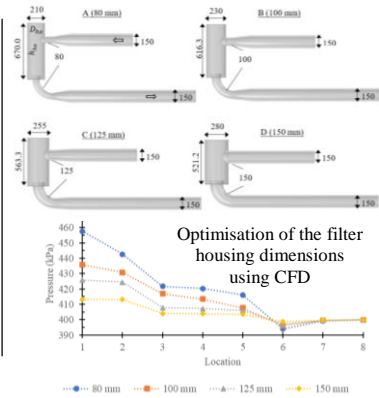 210
A (80 mm)
230
B (100 mm)
670.0
150
80
150
616.3
150
100
150
255
C (125 mm)
280
D (150 mm)
563.1
150
125
150
521.2
150
150
150
Optimisation of the filter
housing dimensions
using CFD
Pressure (kPa)
460
450
440
430
420
410
400
390
1 2 3 4 5 6 7 8
Location
80 mm 100 mm 125 mm 150 mm